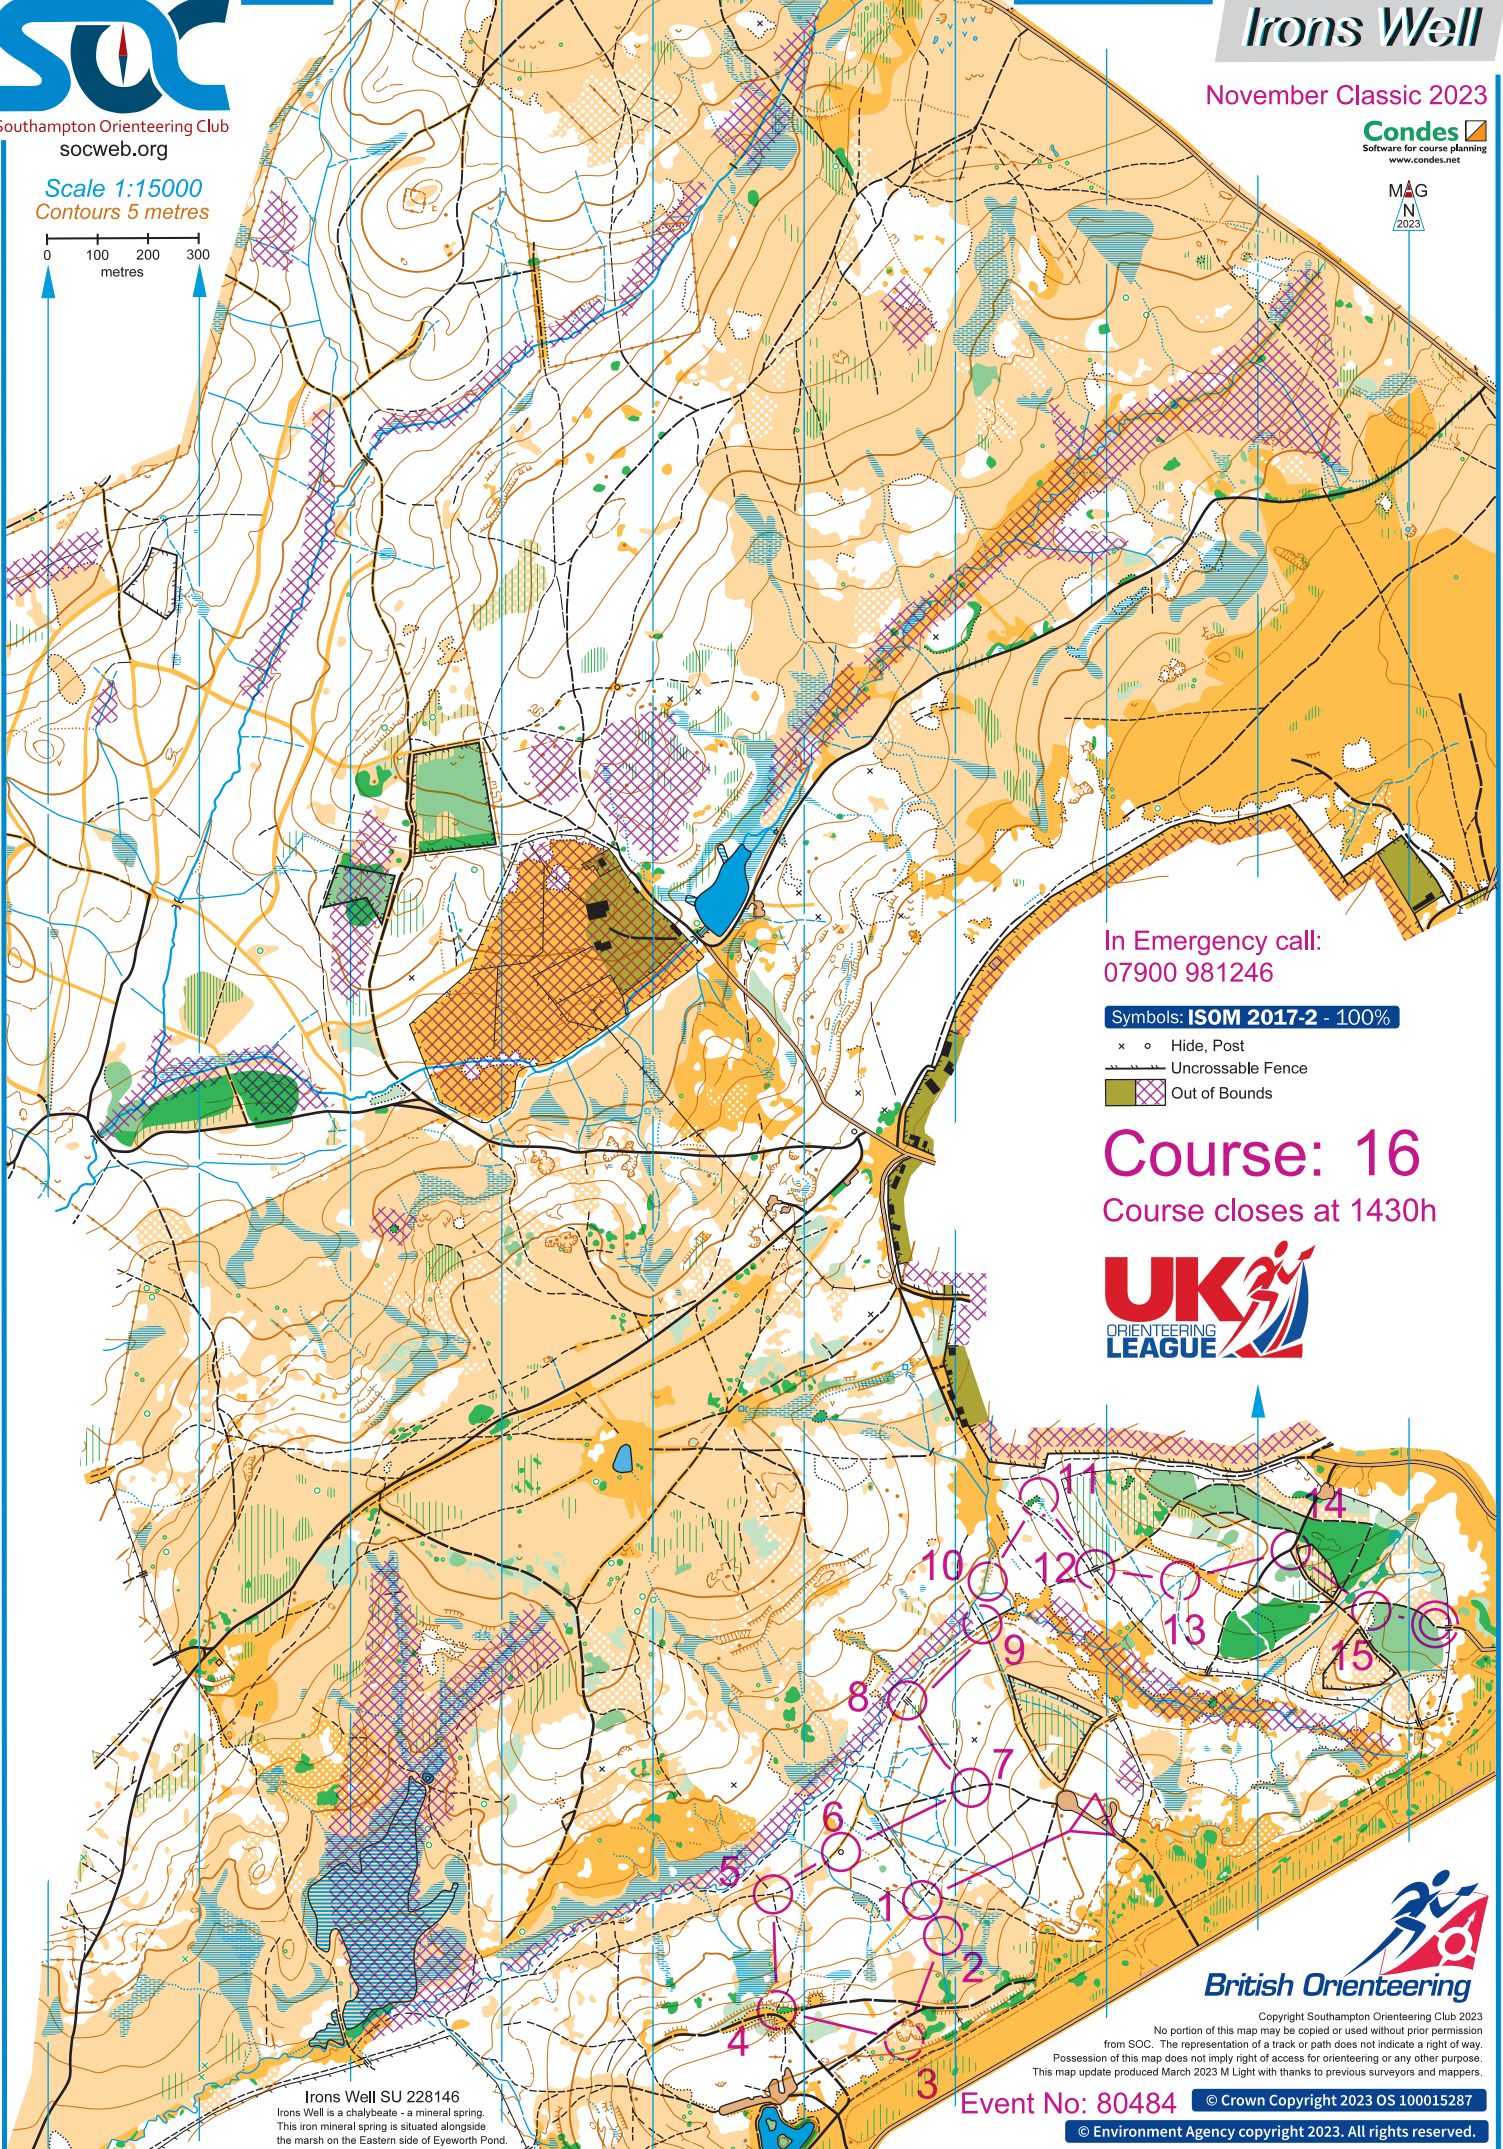 SOC
Southampton Orienteering Club
socweb.org
Scale 1:15000
Contours 5 metres
0 100 200 300
metres
Irons Well
November Classic 2023
Condes
Software for course planning
www.condes.net
MAG
N
2023
In Emergency call:
07900 981246
Symbols: ISOM 2017-2 - 100%
Hide, Post
Uncrossable Fence
Out of Bounds
Course: 16
Course closes at 1430h
UK
ORIENTEERING
LEAGUE
11
14
10
12
13
9
15
8
7
6
5
1
2
4
3
British Orienteering
Copyright Southampton Orienteering Club 2023
No portion of this map may be copied or used without prior permission
from SOC. The representation of a track or path does not indicate a right of way.
Possession of this map does not imply right of access for orienteering or any other purpose.
This map update produced March 2023 M Light with thanks to previous surveyors and mappers.
Event No: 80484
© Crown Copyright 2023 OS 100015287
© Environment Agency copyright 2023. All rights reserved.
Irons Well SU 228146
Irons Well is a chalybeate - a mineral spring.
This iron mineral spring is situated alongside
the marsh on the Eastern side of Eyeworth Pond.